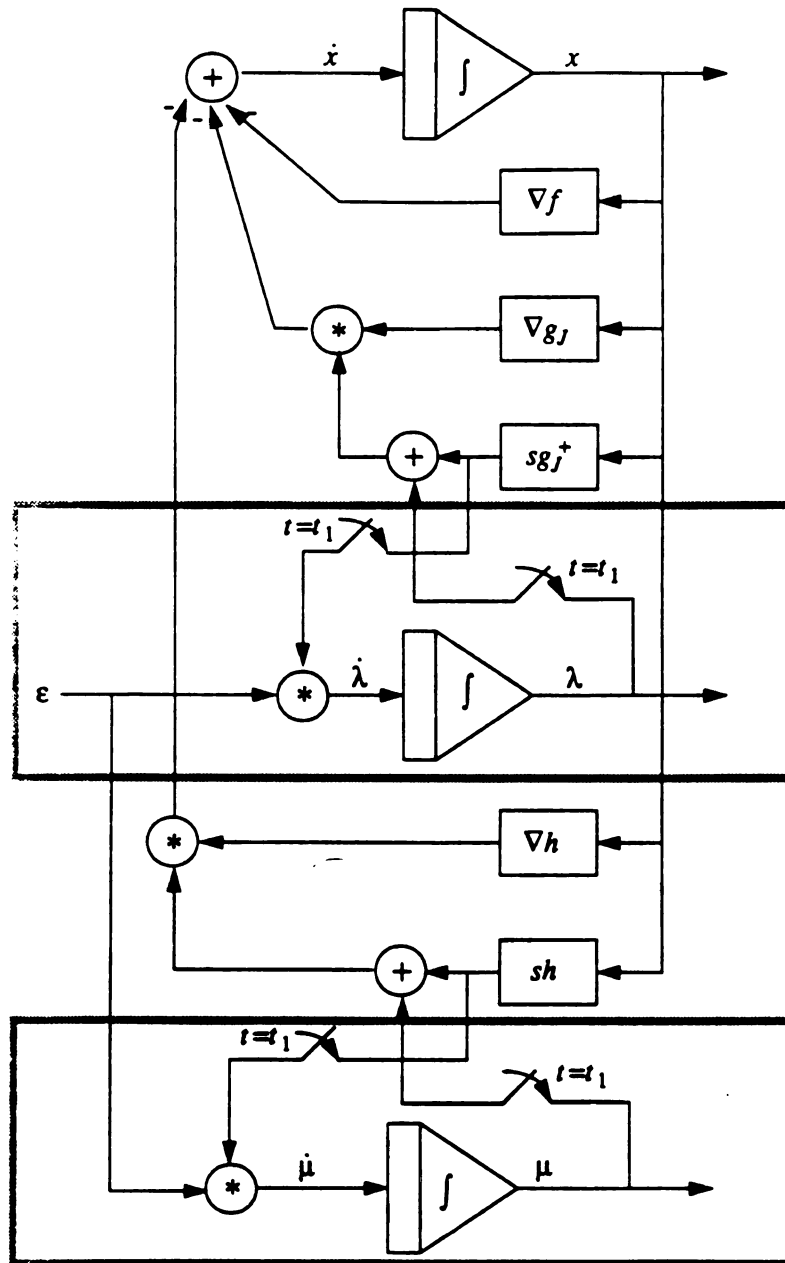 + ẋ ∫ x
- - -
∇f
* ∇g_J
+ sg_J^+
t=t_1
t=t_1
ε * λ̇ ∫ λ
* ∇h
+ sh
t=t_1
t=t_1
* μ̇ ∫ μ